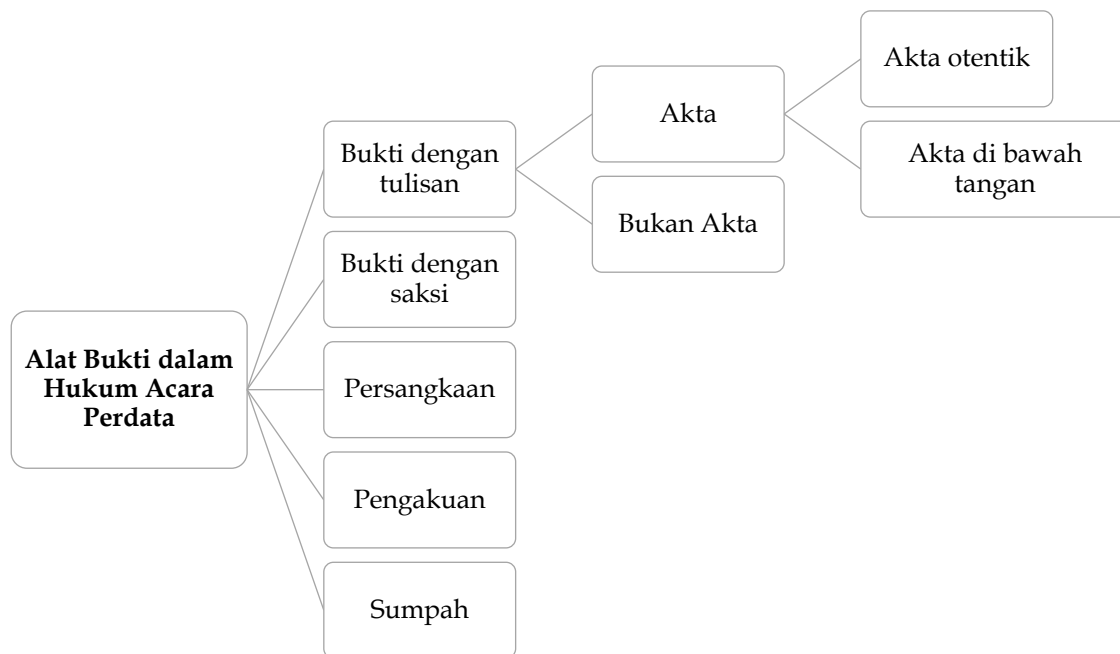 Alat Bukti dalam
Hukum Acara
Perdata
Bukti dengan
tulisan
Akta
Akta otentik
Akta di bawah
tangan
Bukan Akta
Bukti dengan
saksi
Persangkaan
Pengakuan
Sumpah